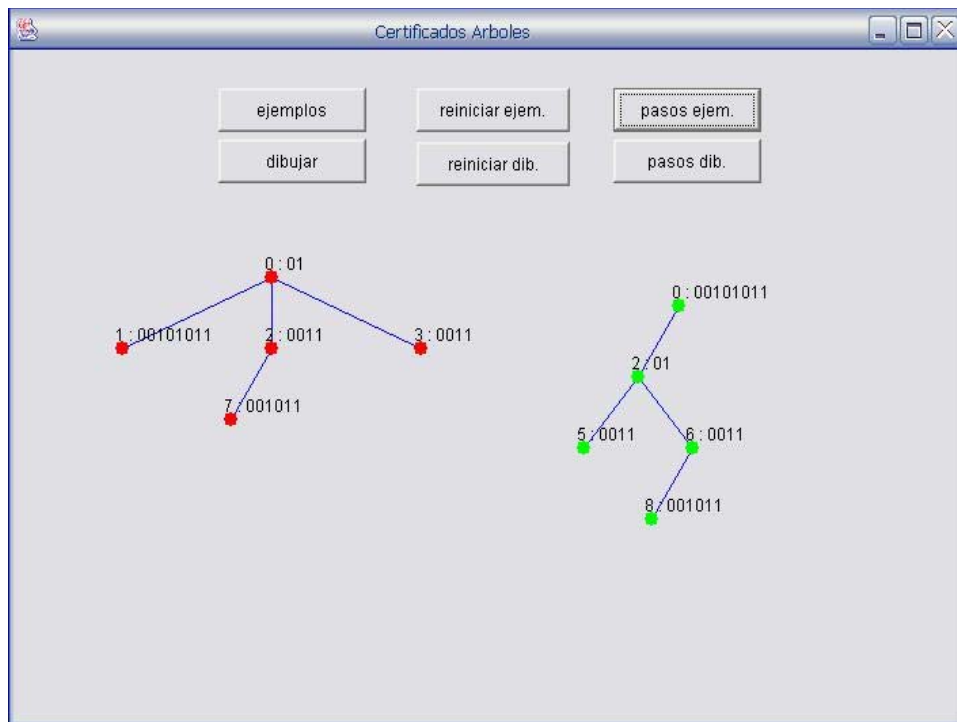 Certificados Arboles
ejemplos
reiniciar ejem.
pasos ejem.
dibujar
reiniciar dib.
pasos dib.
0 : 01
1 : 00101011
2 : 0011
3 : 0011
7 : 001011
0 : 00101011
2 : 01
5 : 0011
6 : 0011
8 : 001011